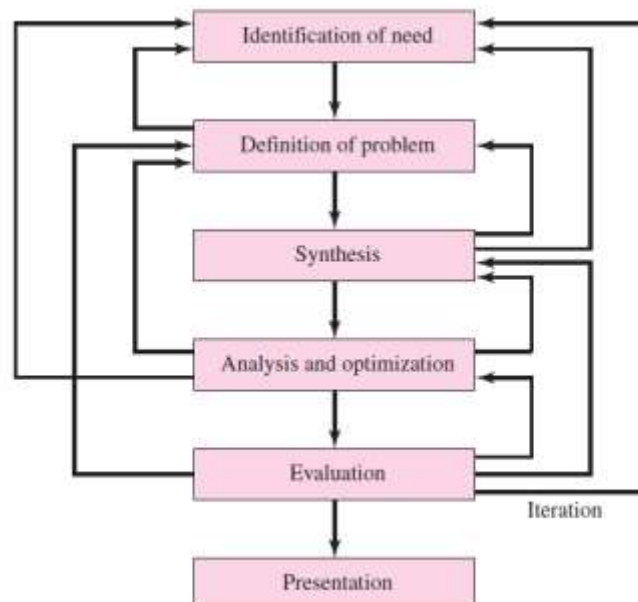 Identification of need
Definition of problem
Synthesis
Analysis and optimization
Evaluation
Iteration
Presentation